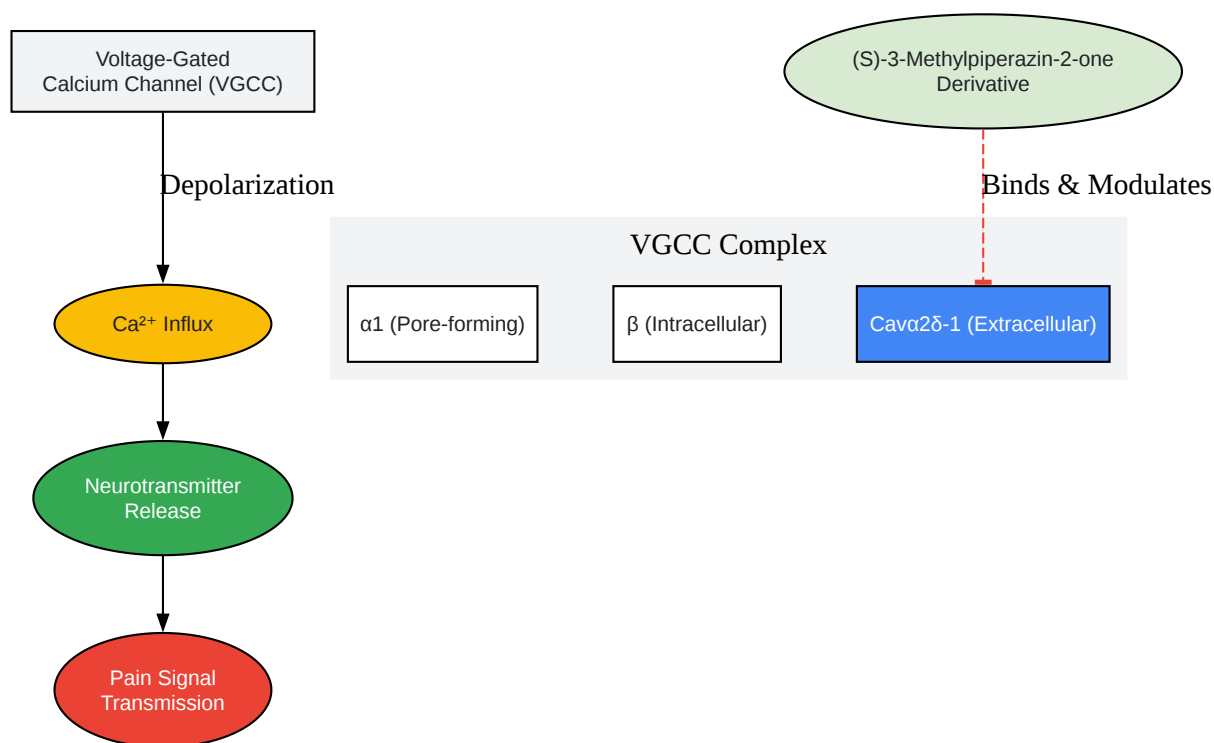 Voltage-Gated
Calcium Channel (VGCC)
(S)-3-Methylpiperazin-2-one
Derivative
Depolarization
Binds & Modulates
VGCC Complex
Ca²⁺ Influx
α1 (Pore-forming)
β (Intracellular)
Cavα2δ-1 (Extracellular)
Neurotransmitter
Release
Pain Signal
Transmission